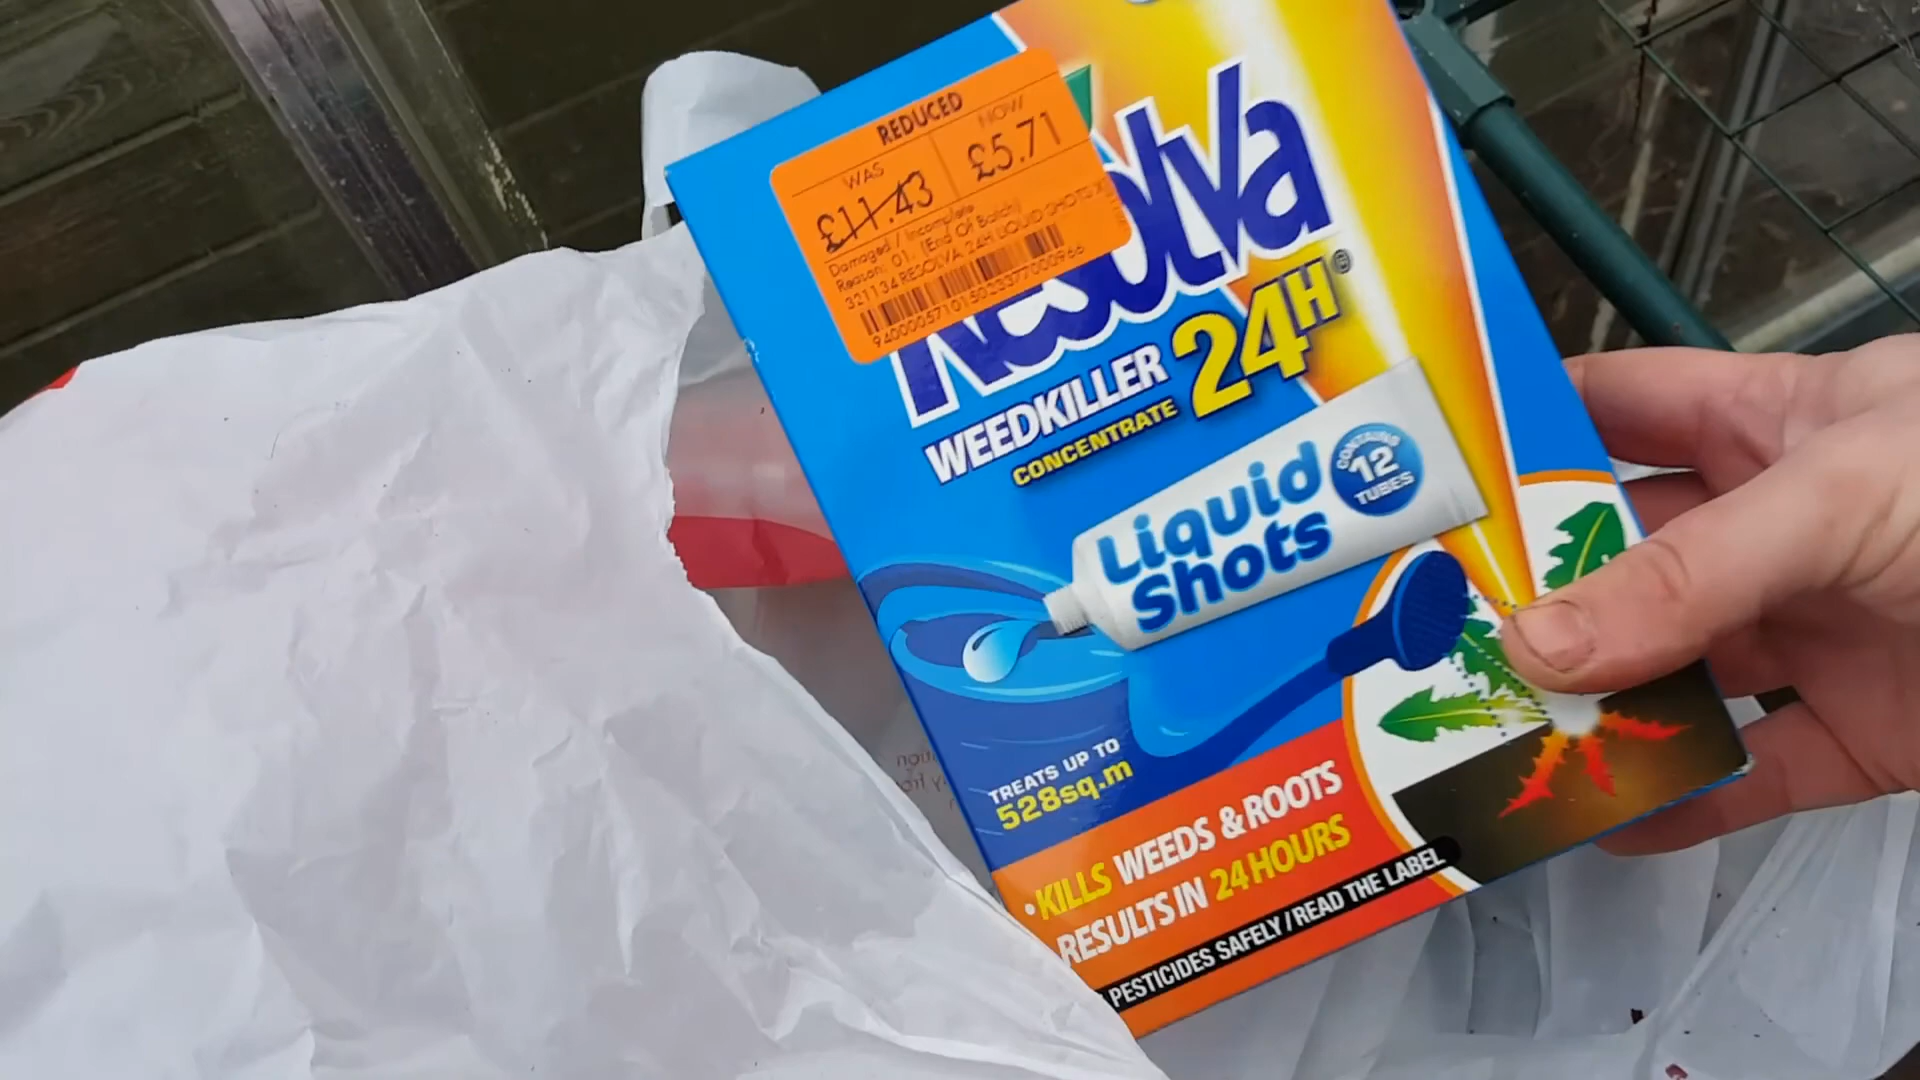 REDUCED
WAS NOW
£11.43 £5.71
Damaged / Incomplete
Reason: 01. (End Of Batch)
321134 RESOLVA 24H LIQUID SHOTS X
Resolva
WEEDKILLER 24H
CONCENTRATE
Liquid
Shots
CONTAINS
12
TUBES
TREATS UP TO
528sq.m
• KILLS WEEDS & ROOTS
RESULTS IN 24 HOURS
PESTICIDES SAFELY / READ THE LABEL